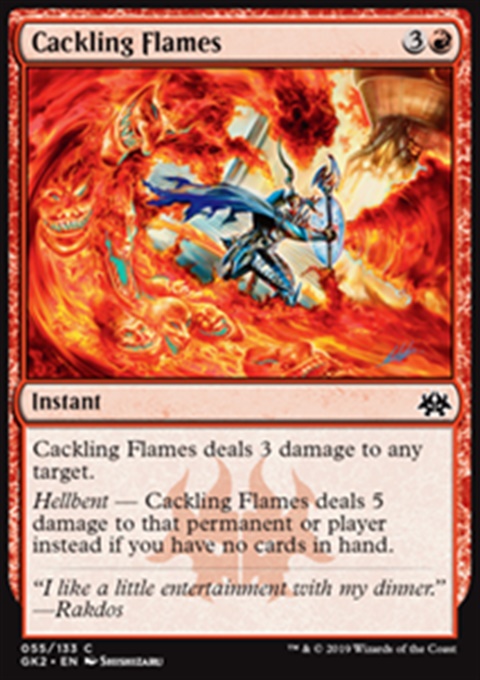 Cackling Flames 3
Instant
Cackling Flames deals 3 damage to any
target.
Hellbent — Cackling Flames deals 5
damage to that permanent or player
instead if you have no cards in hand.
"I like a little entertainment with my dinner."
—Rakdos
055/133 C
GK2 • EN Shishizaru
™ & © 2019 Wizards of the Coast